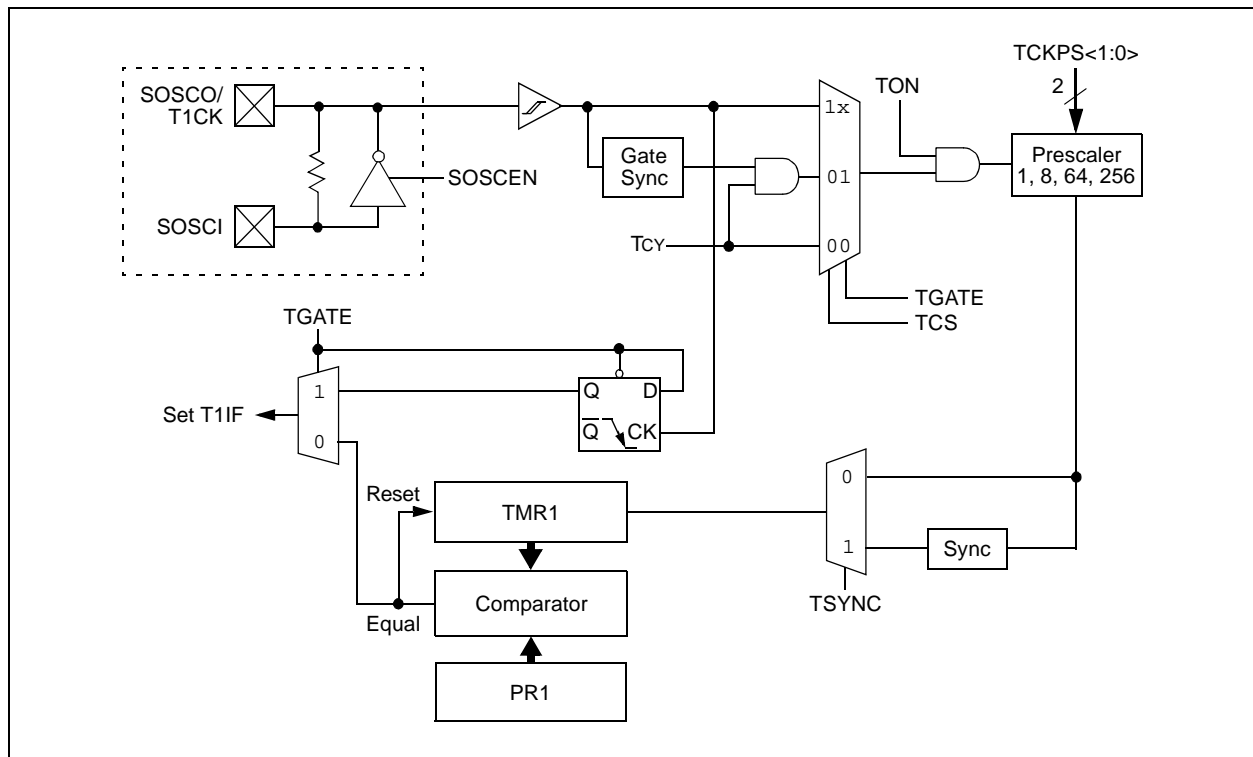 TCKPS<1:0>
2
TON
SOSCO/
T1CK
1x
Gate
Sync
Prescaler
1, 8, 64, 256
SOSCEN
01
SOSCI
TCY
00
TGATE
TCS
TGATE
1
Q
D
Set T1IF
Q
CK
0
0
Reset
TMR1
1
Sync
TSYNC
Comparator
Equal
PR1